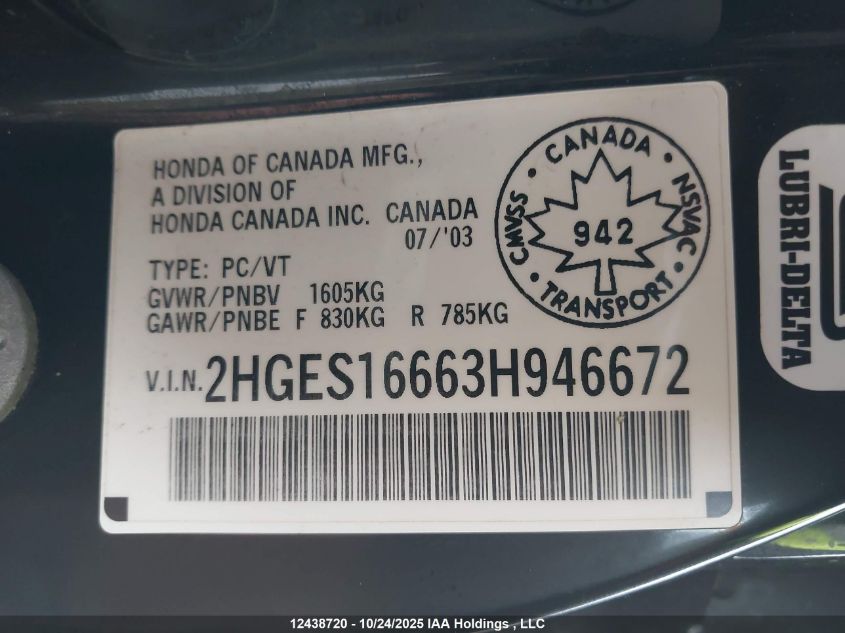 HONDA OF CANADA MFG.,
A DIVISION OF
HONDA CANADA INC. CANADA
07/'03
TYPE: PC/VT
GVWR/PNBV 1605KG
GAWR/PNBE F 830KG R 785KG
V.I.N. 2HGES16663H946672
CANADA
CMVSS • NSVAC
942
TRANSPORT
LUBRI-DELTA
12438720 - 10/24/2025 IAA Holdings , LLC